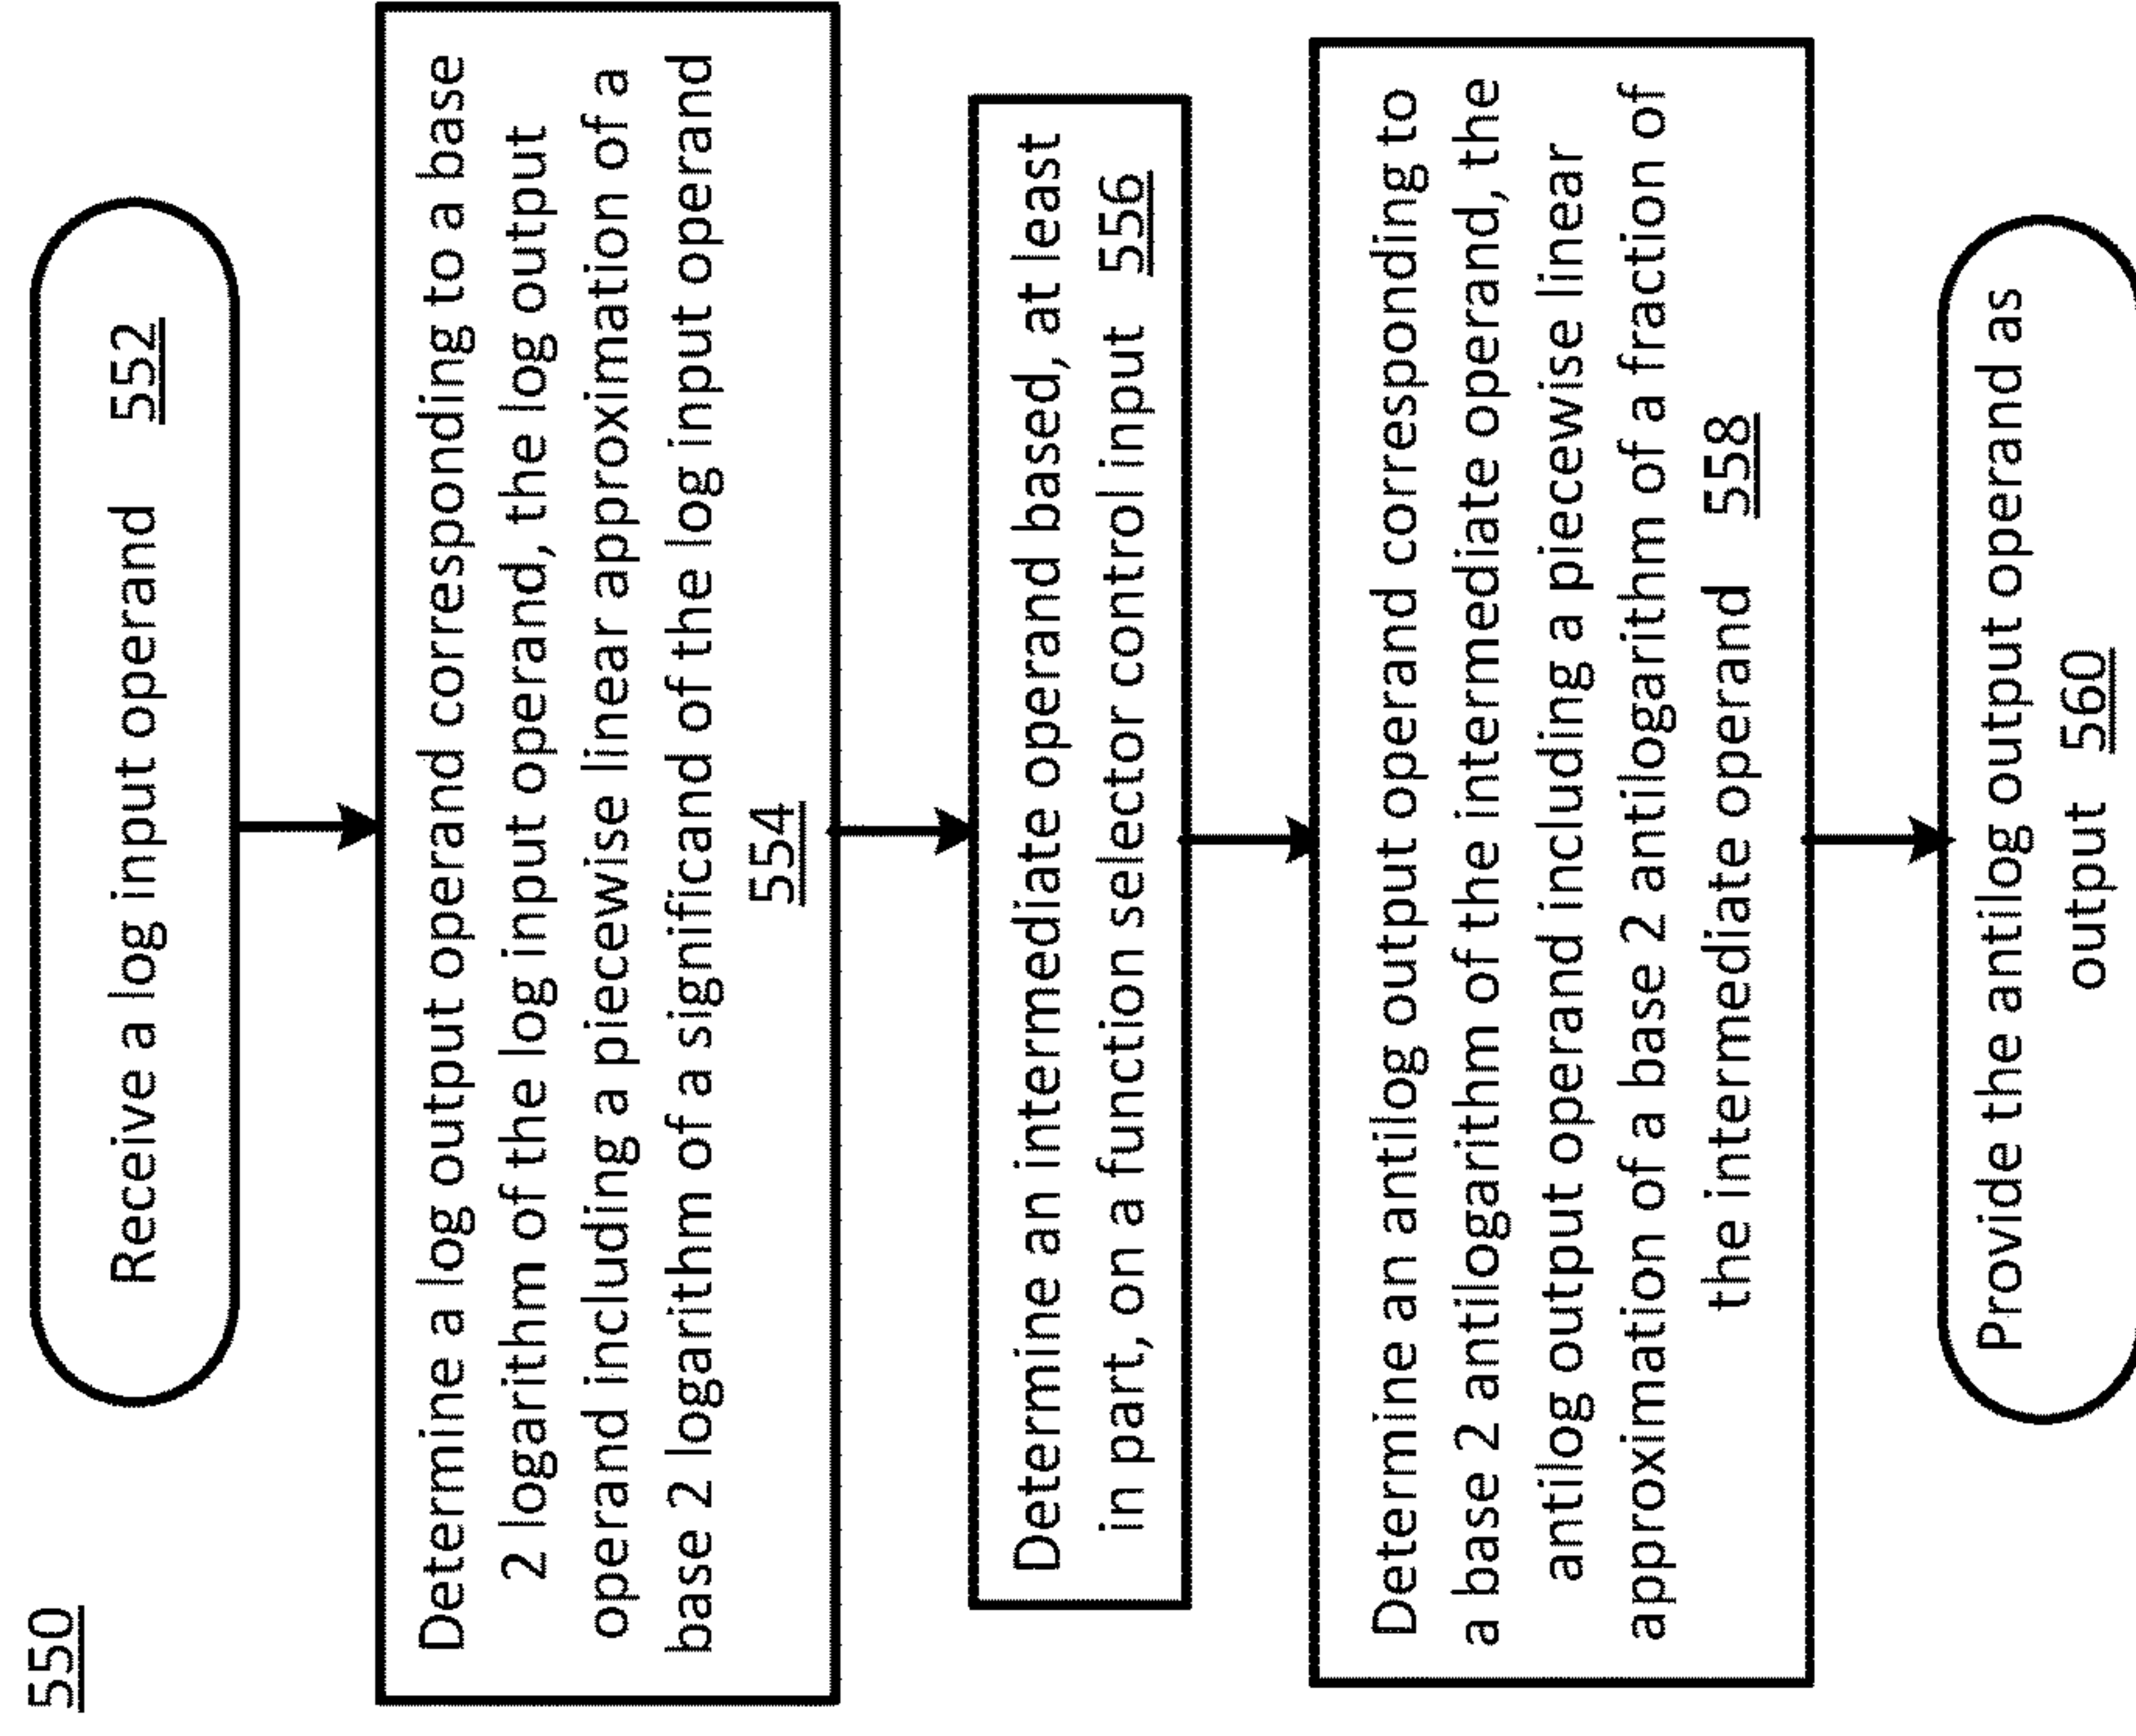 550
Receive a log input operand 552
Determine a log output operand corresponding to a base
2 logarithm of the log input operand, the log output
operand including a piecewise linear approximation of a
base 2 logarithm of a significand of the log input operand
554
Determine an intermediate operand based, at least
in part, on a function selector control input 556
Determine an antilog output operand corresponding to
a base 2 antilogarithm of the intermediate operand, the
antilog output operand including a piecewise linear
approximation of a base 2 antilogarithm of a fraction of
the intermediate operand 558
Provide the antilog output operand as
output 560